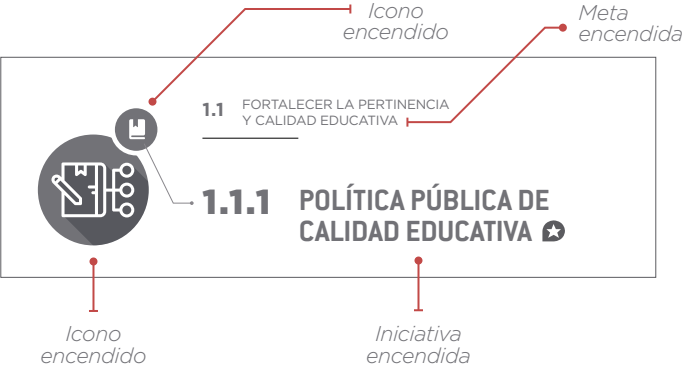 Icono
encendido
Meta
encendida
1.1 FORTALECER LA PERTINENCIA
Y CALIDAD EDUCATIVA
1.1.1 POLÍTICA PÚBLICA DE
CALIDAD EDUCATIVA
Icono
encendido
Iniciativa
encendida